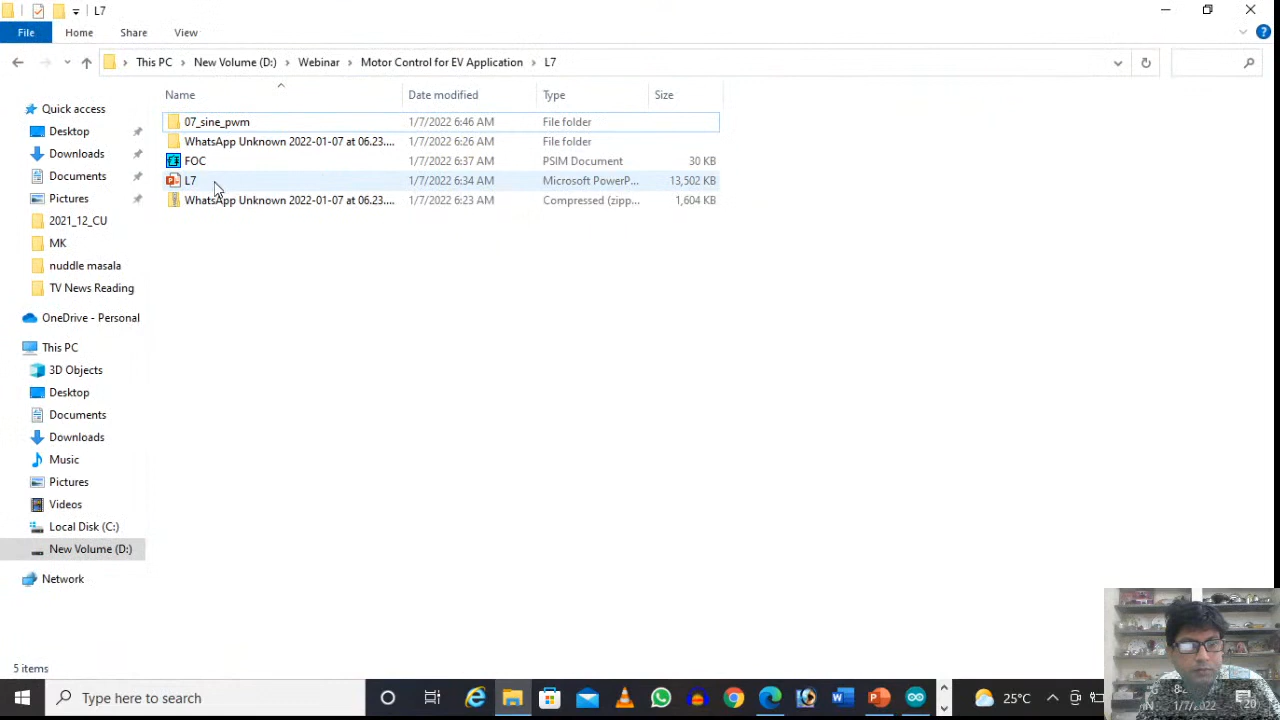 L7
File Home Share View
This PC New Volume (D:) Webinar Motor Control for EV Application L7
Name Date modified Type Size
Quick access
Desktop
Downloads
Documents
Pictures
2021_12_CU
MK
nuddle masala
TV News Reading
OneDrive - Personal
This PC
3D Objects
Desktop
Documents
Downloads
Music
Pictures
Videos
Local Disk (C:)
New Volume (D:)
Network
07_sine_pwm 1/7/2022 6:46 AM File folder
WhatsApp Unknown 2022-01-07 at 06.23.... 1/7/2022 6:26 AM File folder
FOC 1/7/2022 6:37 AM PSIM Document 30 KB
L7 1/7/2022 6:34 AM Microsoft PowerP... 13,502 KB
WhatsApp Unknown 2022-01-07 at 06.23.... 1/7/2022 6:23 AM Compressed (zipp... 1,604 KB
5 items
Type here to search
25°C
1/7/2022
20